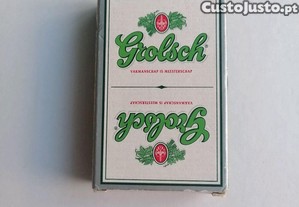 Custojusto.pt
Grolsch
VAKMANSCHAP IS MEESTERSCHAP
VAKMANSCHAP IS MEESTERSCHAP
Grolsch